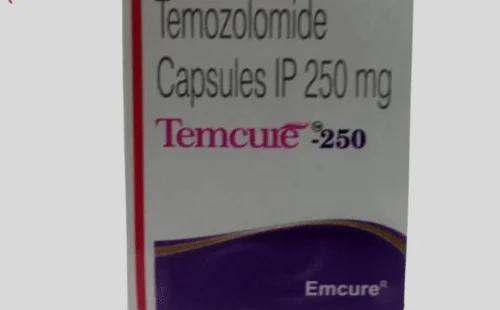 Temozolomide
Capsules IP 250 mg
Temcure®-250
Emcure®